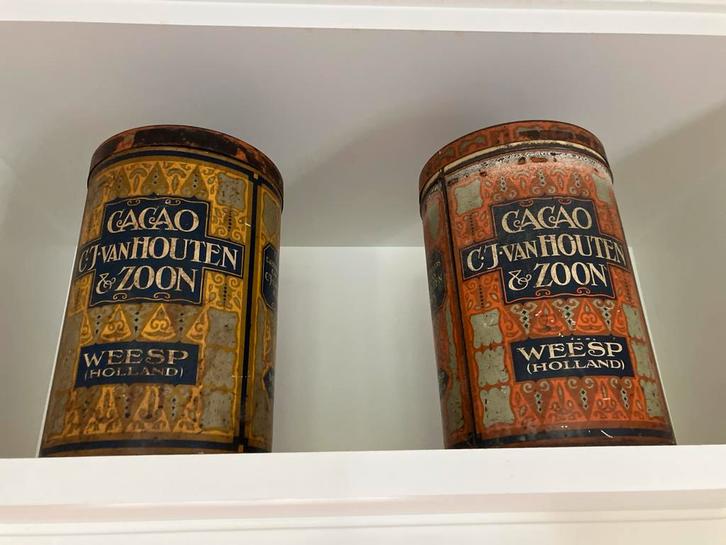 CACAO
C.J. VAN HOUTEN
& ZOON
WEESP
(HOLLAND)
CACAO
C.J. VAN HOUTEN
& ZOON
WEESP
(HOLLAND)